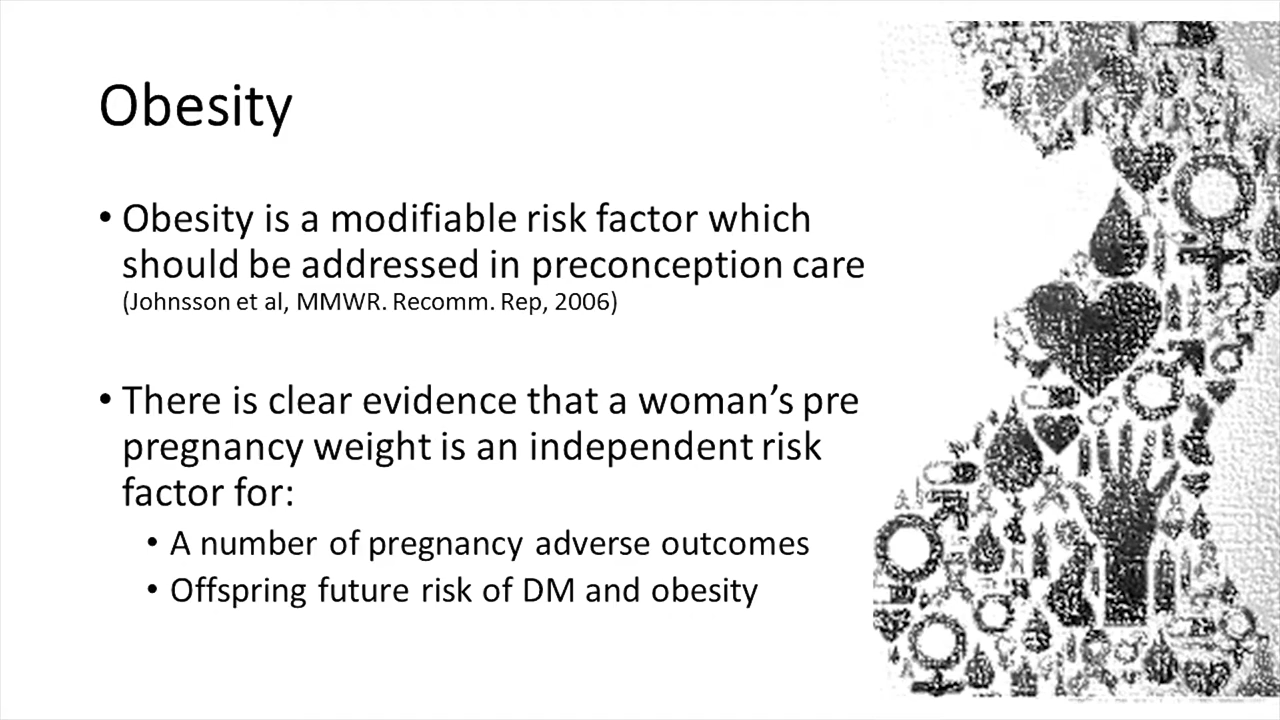 Obesity
• Obesity is a modifiable risk factor which
should be addressed in preconception care
(Johnsson et al, MMWR. Recomm. Rep, 2006)
• There is clear evidence that a woman’s pre
pregnancy weight is an independent risk
factor for:
• A number of pregnancy adverse outcomes
• Offspring future risk of DM and obesity